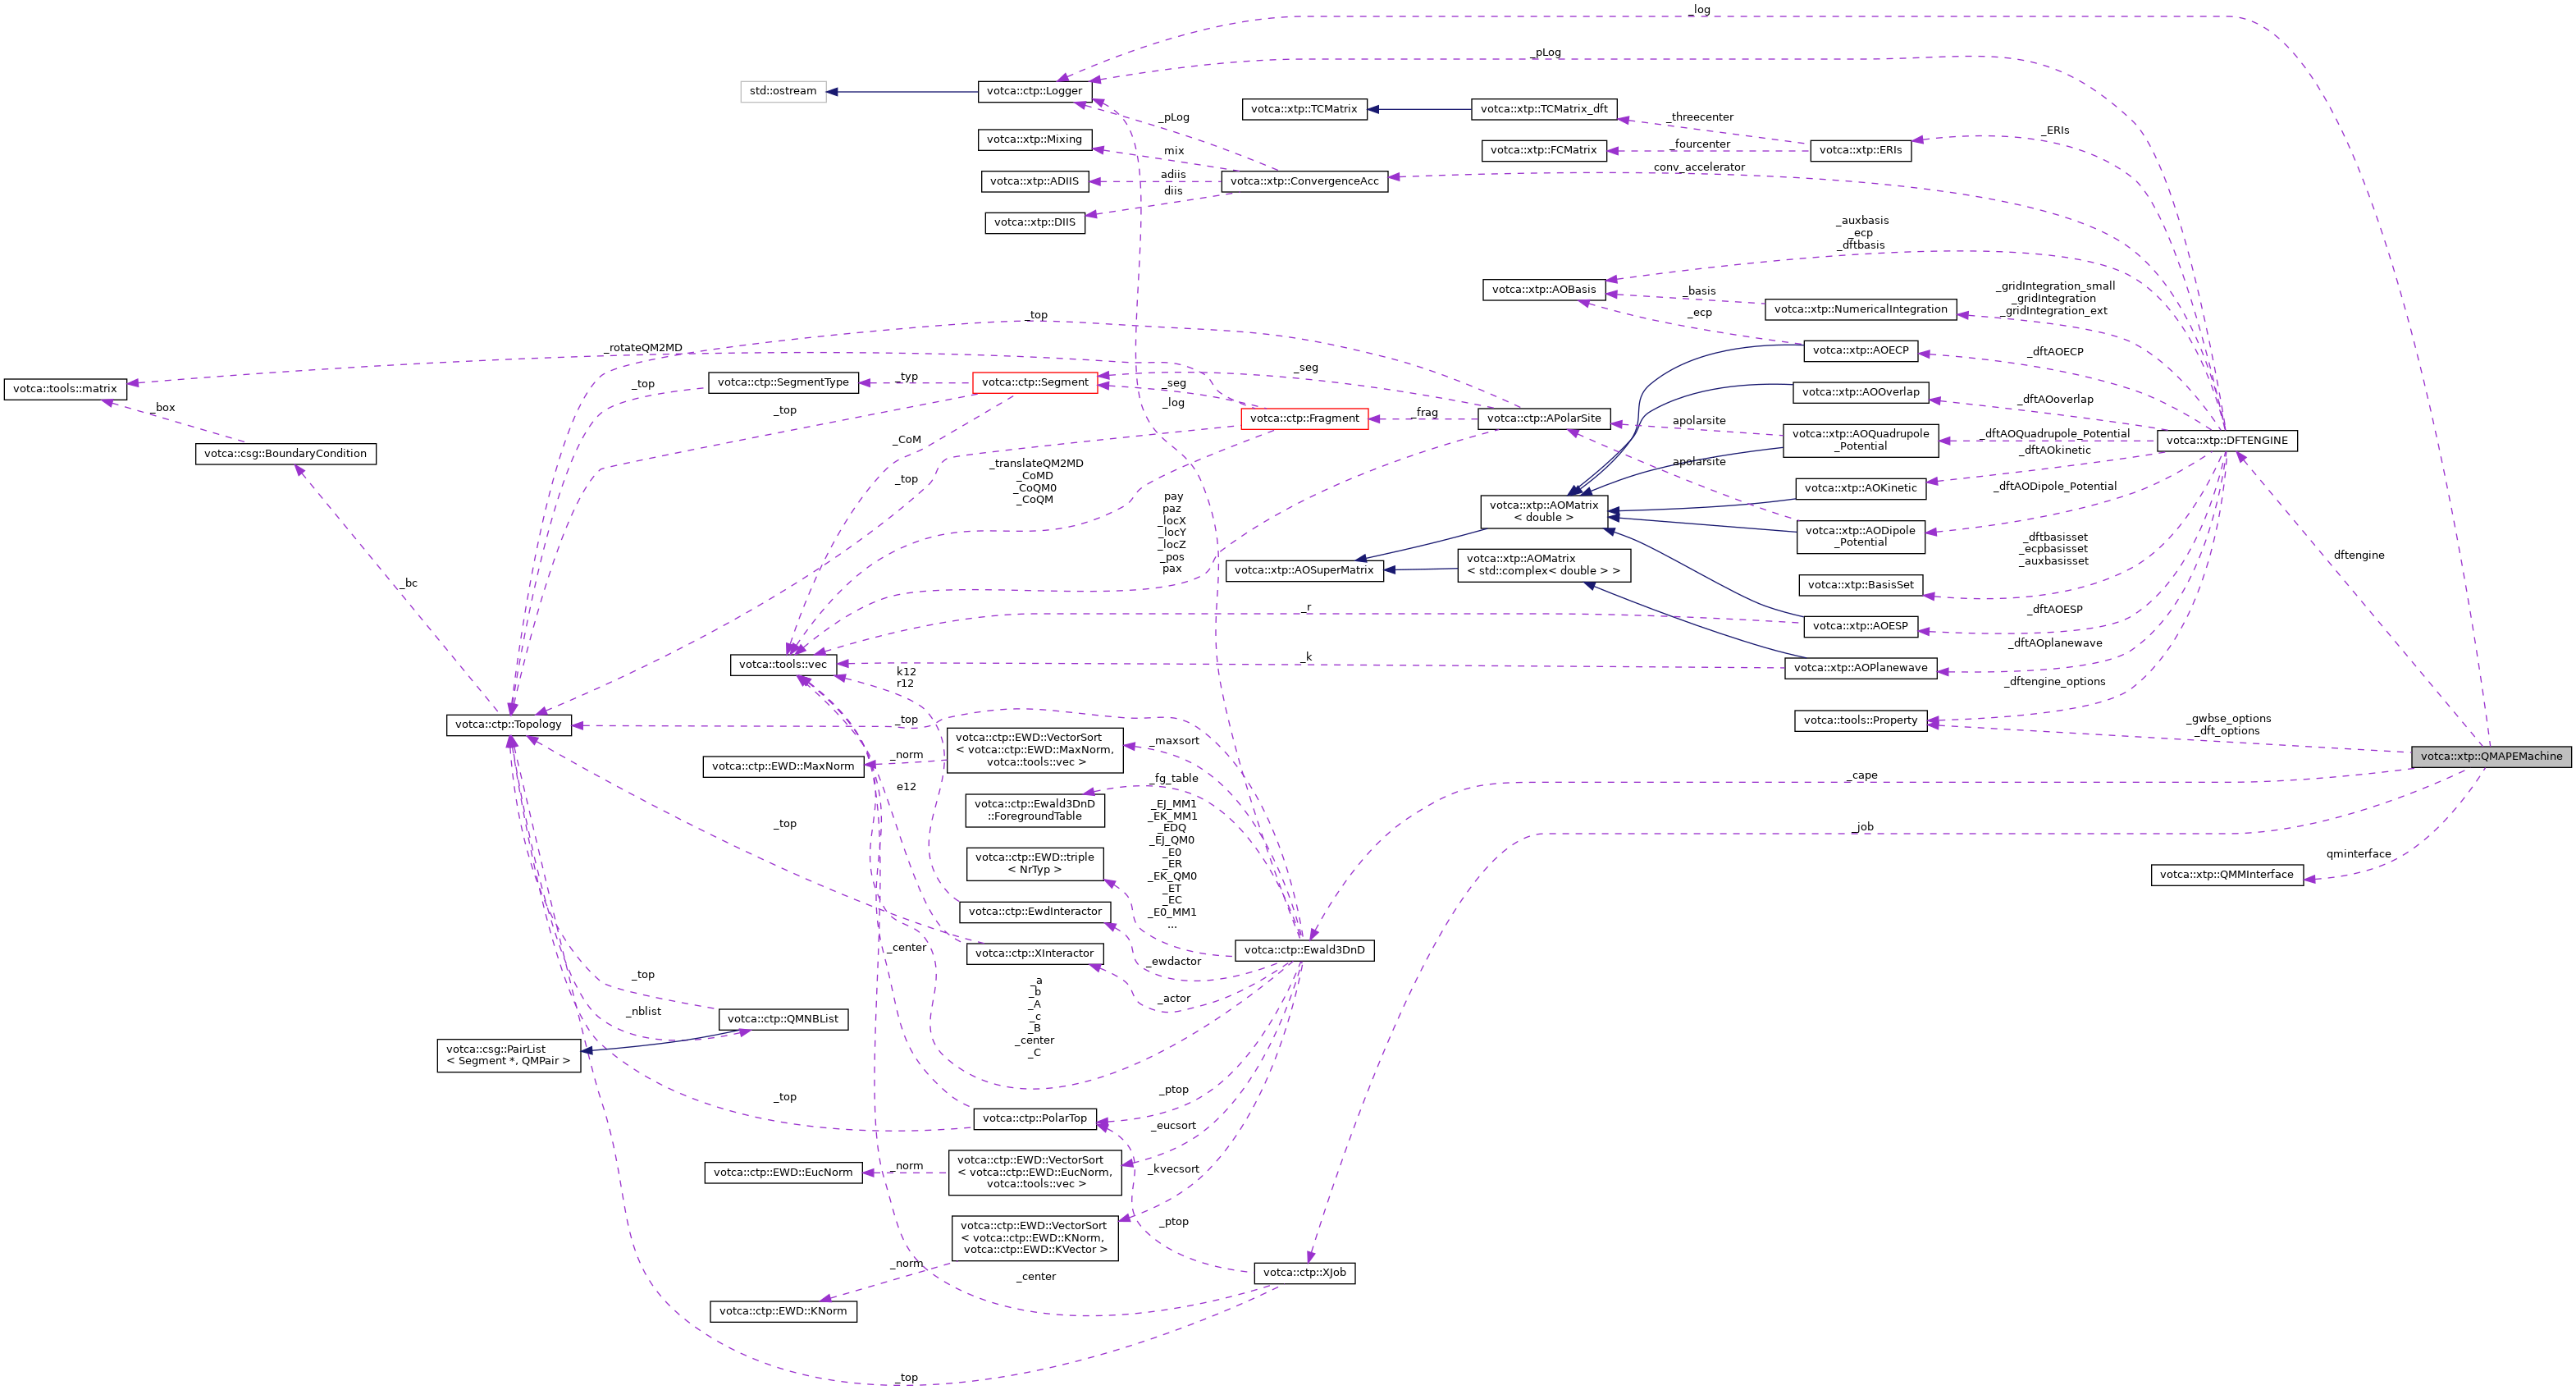 _log
_pLog
std::ostream
votca::ctp::Logger
votca::xtp::TCMatrix
votca::xtp::TCMatrix_dft
_threecenter
_pLog
_ERIs
votca::xtp::Mixing
mix
votca::xtp::FCMatrix
_fourcenter
votca::xtp::ERIs
conv_accelerator
votca::xtp::ADIIS
adiis
votca::xtp::ConvergenceAcc
diis
votca::xtp::DIIS
_auxbasis
_ecp
_dftbasis
votca::xtp::AOBasis
_basis
_ecp
votca::xtp::NumericalIntegration
_gridIntegration_small
_gridIntegration
_gridIntegration_ext
_top
_rotateQM2MD
votca::xtp::AOECP
_dftAOECP
votca::tools::matrix
_box
_top
votca::ctp::SegmentType
_typ
votca::ctp::Segment
_seg
_seg
_log
_top
votca::xtp::AOOverlap
_dftAOoverlap
votca::ctp::Fragment
_frag
votca::ctp::APolarSite
apolarsite
votca::xtp::AOQuadrupole
_Potential
_dftAOQuadrupole_Potential
_dftAOkinetic
votca::xtp::DFTENGINE
votca::csg::BoundaryCondition
_CoM
_top
_translateQM2MD
_CoMD
_CoQM0
_CoQM
apolarsite
votca::xtp::AOKinetic
_dftAODipole_Potential
pay
paz
_locX
_locY
_locZ
_pos
pax
votca::xtp::AOMatrix
< double >
votca::xtp::AODipole
_Potential
votca::xtp::AOSuperMatrix
votca::xtp::AOMatrix
< std::complex< double > >
_dftbasisset
_ecpbasisset
_auxbasisset
dftengine
_bc
votca::xtp::BasisSet
_r
votca::xtp::AOESP
_dftAOESP
_dftAOplanewave
votca::tools::vec
_k
votca::xtp::AOPlanewave
k12
r12
_dftengine_options
votca::ctp::Topology
_top
votca::tools::Property
_gwbse_options
_dft_options
votca::ctp::EWD::VectorSort
< votca::ctp::EWD::MaxNorm,
votca::tools::vec >
_maxsort
votca::ctp::EWD::MaxNorm
_norm
votca::xtp::QMAPEMachine
_cape
_fg_table
e12
votca::ctp::Ewald3DnD
::ForegroundTable
_EJ_MM1
_EK_MM1
_EDQ
_EJ_QM0
_E0
_ER
_EK_QM0
_ET
_EC
_E0_MM1
...
_top
_job
votca::ctp::EWD::triple
< NrTyp >
qminterface
votca::xtp::QMMInterface
votca::ctp::EwdInteractor
_center
votca::ctp::XInteractor
votca::ctp::Ewald3DnD
_ewdactor
_top
_a
_b
_A
_c
_B
_center
_C
_actor
_nblist
votca::ctp::QMNBList
votca::csg::PairList
< Segment *, QMPair >
_top
_ptop
votca::ctp::PolarTop
_eucsort
votca::ctp::EWD::EucNorm
_norm
votca::ctp::EWD::VectorSort
< votca::ctp::EWD::EucNorm,
votca::tools::vec >
_kvecsort
_ptop
votca::ctp::EWD::VectorSort
< votca::ctp::EWD::KNorm,
votca::ctp::EWD::KVector >
_norm
_center
votca::ctp::XJob
votca::ctp::EWD::KNorm
_top